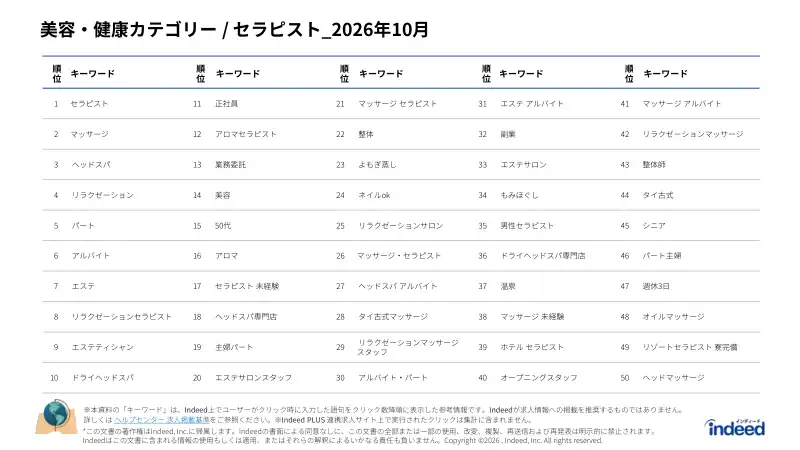 美容・健康カテゴリー / セラピスト_2026年10月
順位 キーワード 順位 キーワード 順位 キーワード 順位 キーワード 順位 キーワード
1 セラピスト 11 正社員 21 マッサージ セラピスト 31 エステ アルバイト 41 マッサージ アルバイト
2 マッサージ 12 アロマセラピスト 22 整体 32 副業 42 リラクゼーションマッサージ
3 ヘッドスパ 13 業務委託 23 よもぎ蒸し 33 エステサロン 43 整体師
4 リラクゼーション 14 美容 24 ネイルok 34 もみほぐし 44 タイ古式
5 パート 15 50代 25 リラクゼーションサロン 35 男性セラピスト 45 シニア
6 アルバイト 16 アロマ 26 マッサージ・セラピスト 36 ドライヘッドスパ専門店 46 パート主婦
7 エステ 17 セラピスト 未経験 27 ヘッドスパ アルバイト 37 温泉 47 週休3日
8 リラクゼーションセラピスト 18 ヘッドスパ専門店 28 タイ古式マッサージ 38 マッサージ 未経験 48 オイルマッサージ
9 エステティシャン 19 主婦パート 29 リラクゼーションマッサージ スタッフ 39 ホテル セラピスト 49 リゾートセラピスト 寮完備
10 ドライヘッドスパ 20 エステサロンスタッフ 30 アルバイト・パート 40 オープニングスタッフ 50 ヘッドマッサージ
※本資料の「キーワード」は、Indeed上でユーザーがクリック時に入力した語句をクリック数降順に表示した参考情報です。Indeedが求人情報への掲載を推奨するものではありません。
詳しくは ヘルプセンター 求人掲載基準をご参照ください。※Indeed PLUS 連携求人サイト上で実行されたクリックは集計に含まれません。
*この文書の著作権はIndeed, Inc.に帰属します。Indeedの書面による同意なしに、この文書の全部または一部の使用、改変、複製、再送信および再発表は明示的に禁止されます。
Indeedはこの文書に含まれる情報の使用もしくは適用、またはそれらの解釈によるいかなる責任も負いません。Copyright ©2026 , Indeed, Inc. All rights reserved.
インディード
indeed